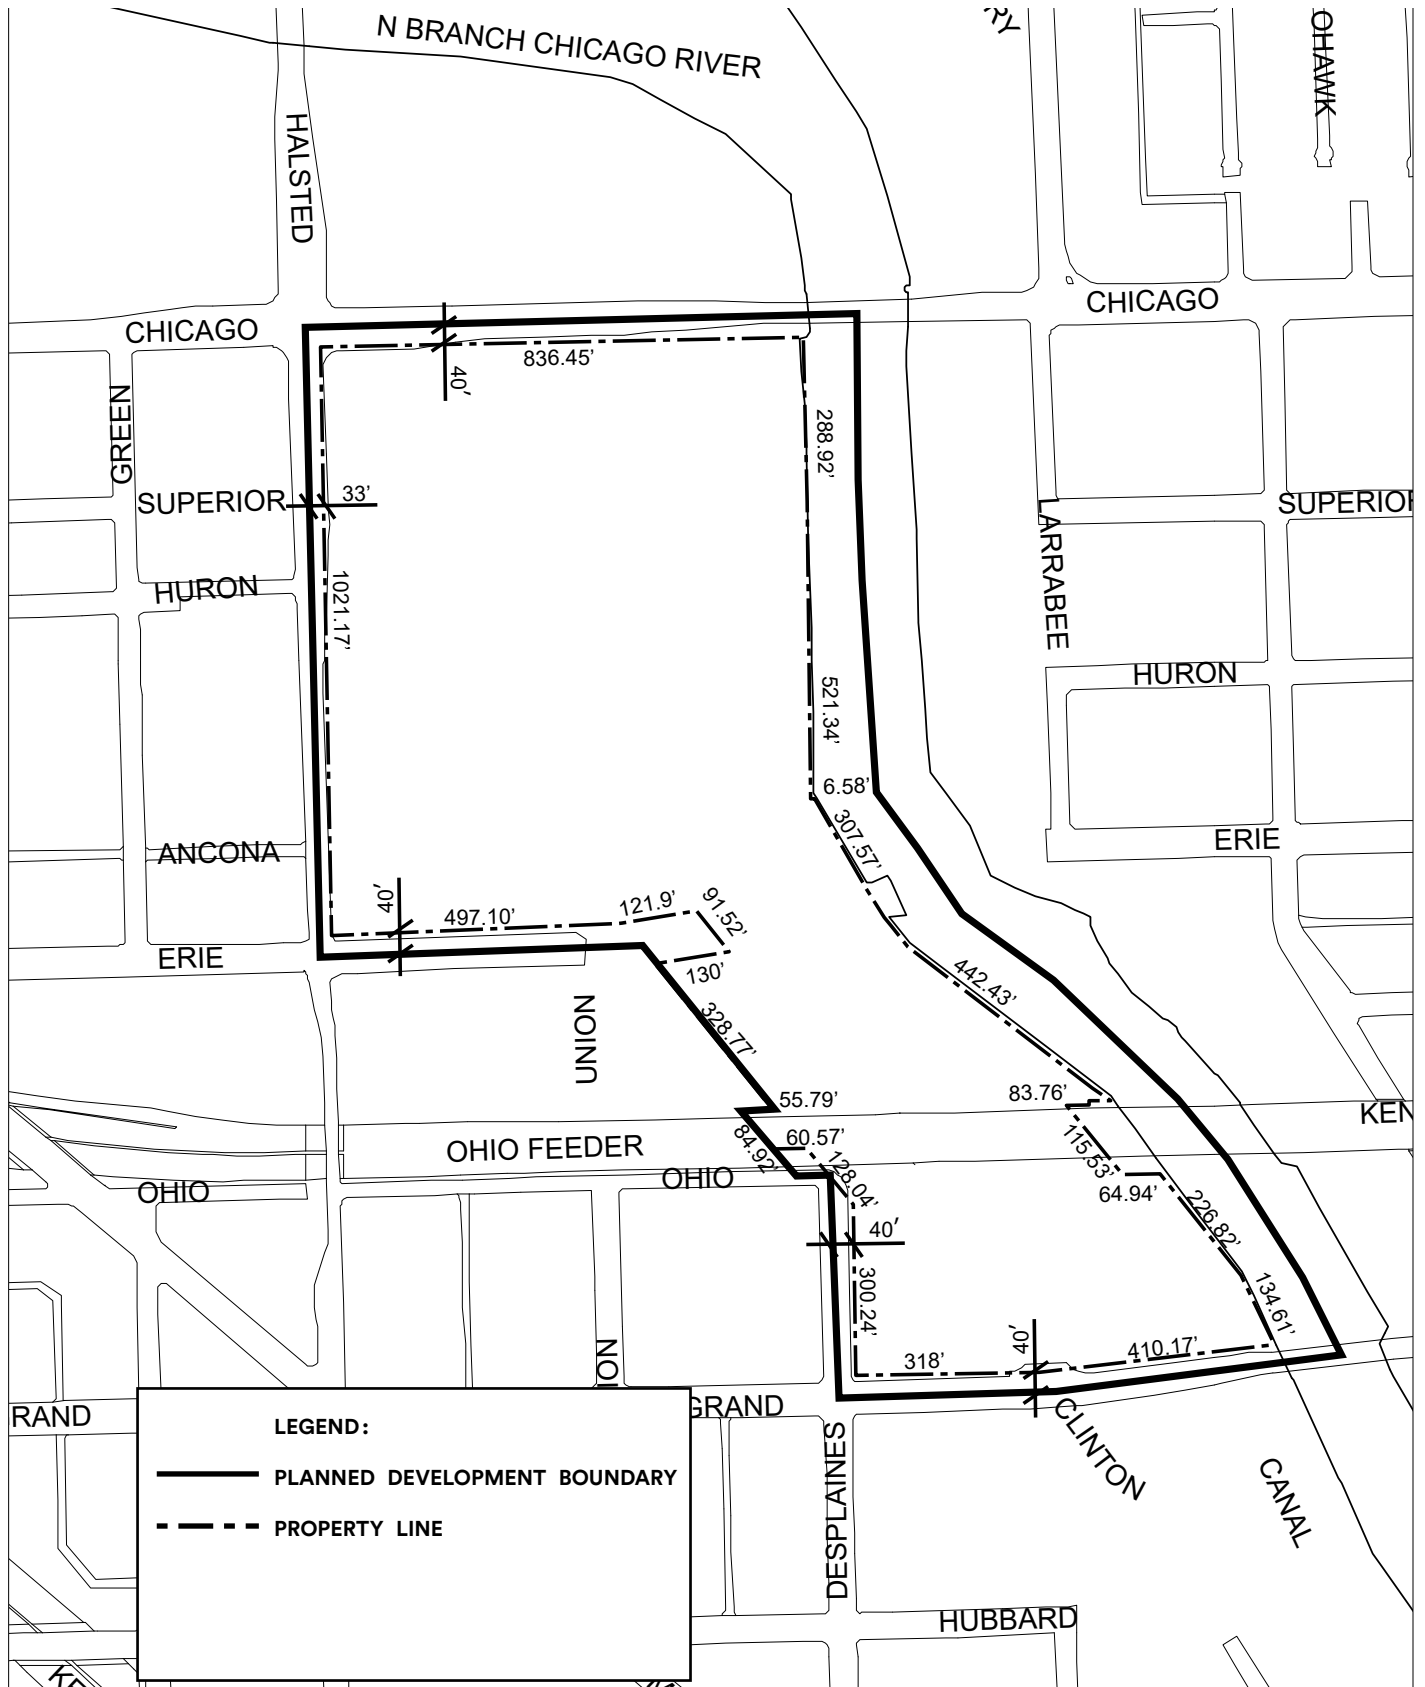 N BRANCH CHICAGO RIVER
OHAWK
RY
HALSTED
CHICAGO
CHICAGO
836.45'
40'
GREEN
288.92'
SUPERIOR
33'
SUPERIOR
LARRABEE
HURON
1021.17'
HURON
521.34'
6.58'
307.57'
ERIE
ANCONA
40'
497.10'
121.9'
91.52'
ERIE
130'
442.43'
UNION
328.77'
55.79'
83.76'
KEN
OHIO FEEDER
84.92'
60.57'
115.53'
OHIO
OHIO
128.04'
64.94'
226.82'
40'
300.24'
134.61'
318'
40'
410.17'
NOI
RAND
GRAND
CLINTON
DESPLAINES
CANAL
LEGEND:
PLANNED DEVELOPMENT BOUNDARY
PROPERTY LINE
HUBBARD
KE